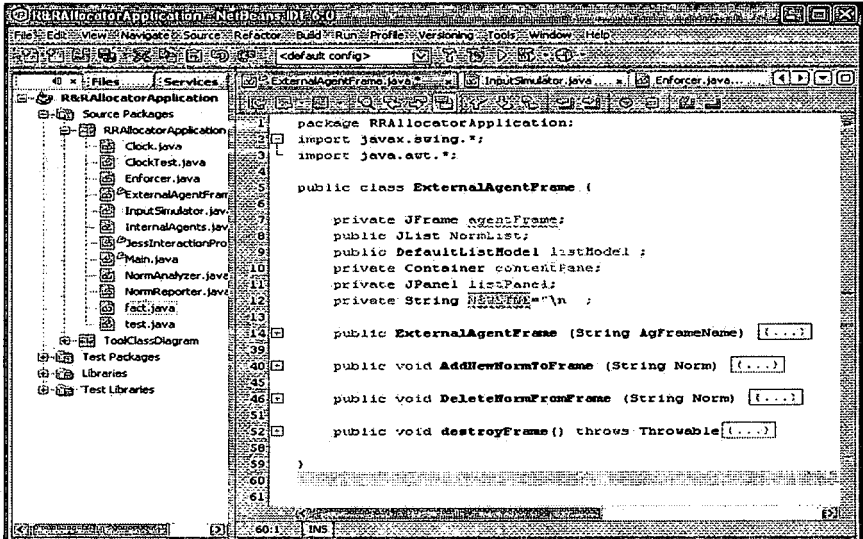 R&RAllocatorApplication - NetBeans IDE 6.0
File Edit View Navigate Source Refactor Build Run Profile Versioning Tools Window Help
<default config>
Files Services
ExternalAgentFrame.java * InputSimulator.java x Enforcer.java
R&RAllocatorApplication
Source Packages
RRAllocatorApplication
Clock.java
ClockTest.java
Enforcer.java
ExternalAgentFram
InputSimulator.jav
InternalAgents.jav
JessInteractionPro
Main.java
NormAnalyzer.java
NormReporter.java
fact.java
test.java
ToolClassDiagram
Test Packages
Libraries
Test Libraries
1 package RRAllocatorApplication;
2 import javax.swing.*;
3 import java.awt.*;
4
5 public class ExternalAgentFrame {
6
7 private JFrame agentFrame;
8 public JList NormList;
9 public DefaultListModel listModel ;
10 private Container contentPane;
11 private JPanel listPanel;
12 private String ="\n ;
13
14 public ExternalAgentFrame (String AgFrameName) {...}
39
40 public void AddNewNormToFrame (String Norm) {...}
45
46 public void DeleteNormFromFrame (String Norm) {...}
51
52 public void destroyFrame() throws Throwable{...}
58
59 }
60
61
60:1 INS